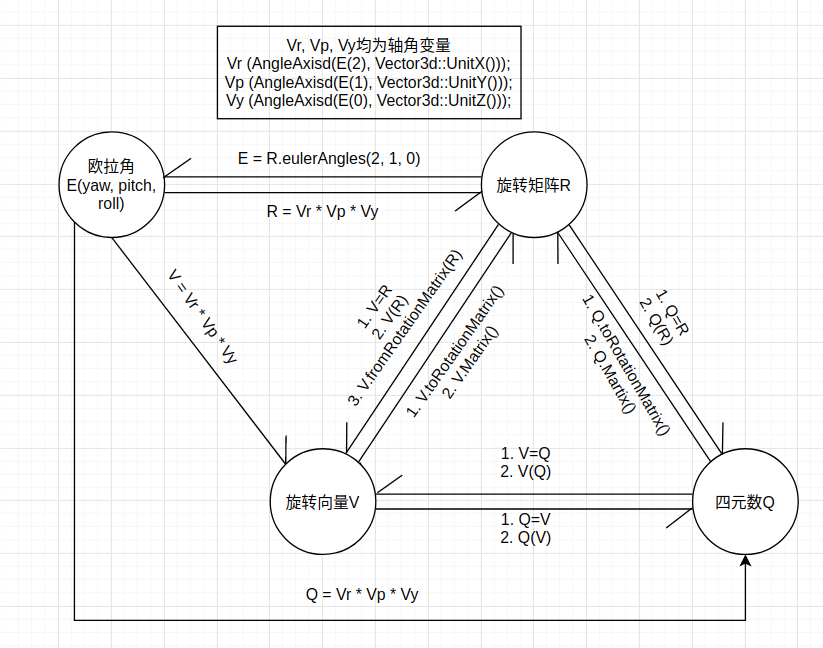 Vr, Vp, Vy均为轴角变量
Vr (AngleAxisd(E(2), Vector3d::UnitX()));
Vp (AngleAxisd(E(1), Vector3d::UnitY()));
Vy (AngleAxisd(E(0), Vector3d::UnitZ()));
欧拉角
E(yaw, pitch,
roll)
E = R.eulerAngles(2, 1, 0)
R = Vr * Vp * Vy
旋转矩阵R
V = Vr * Vp * Vy
1. V=R
2. V(R)
3. V.fromRotationMatrix(R)
1. V.toRotationMatrix()
2. V.Matrix()
1. Q.toRotationMatrix()
2. Q.Martix()
1. Q=R
2. Q(R)
旋转向量V
1. V=Q
2. V(Q)
1. Q=V
2. Q(V)
四元数Q
Q = Vr * Vp * Vy